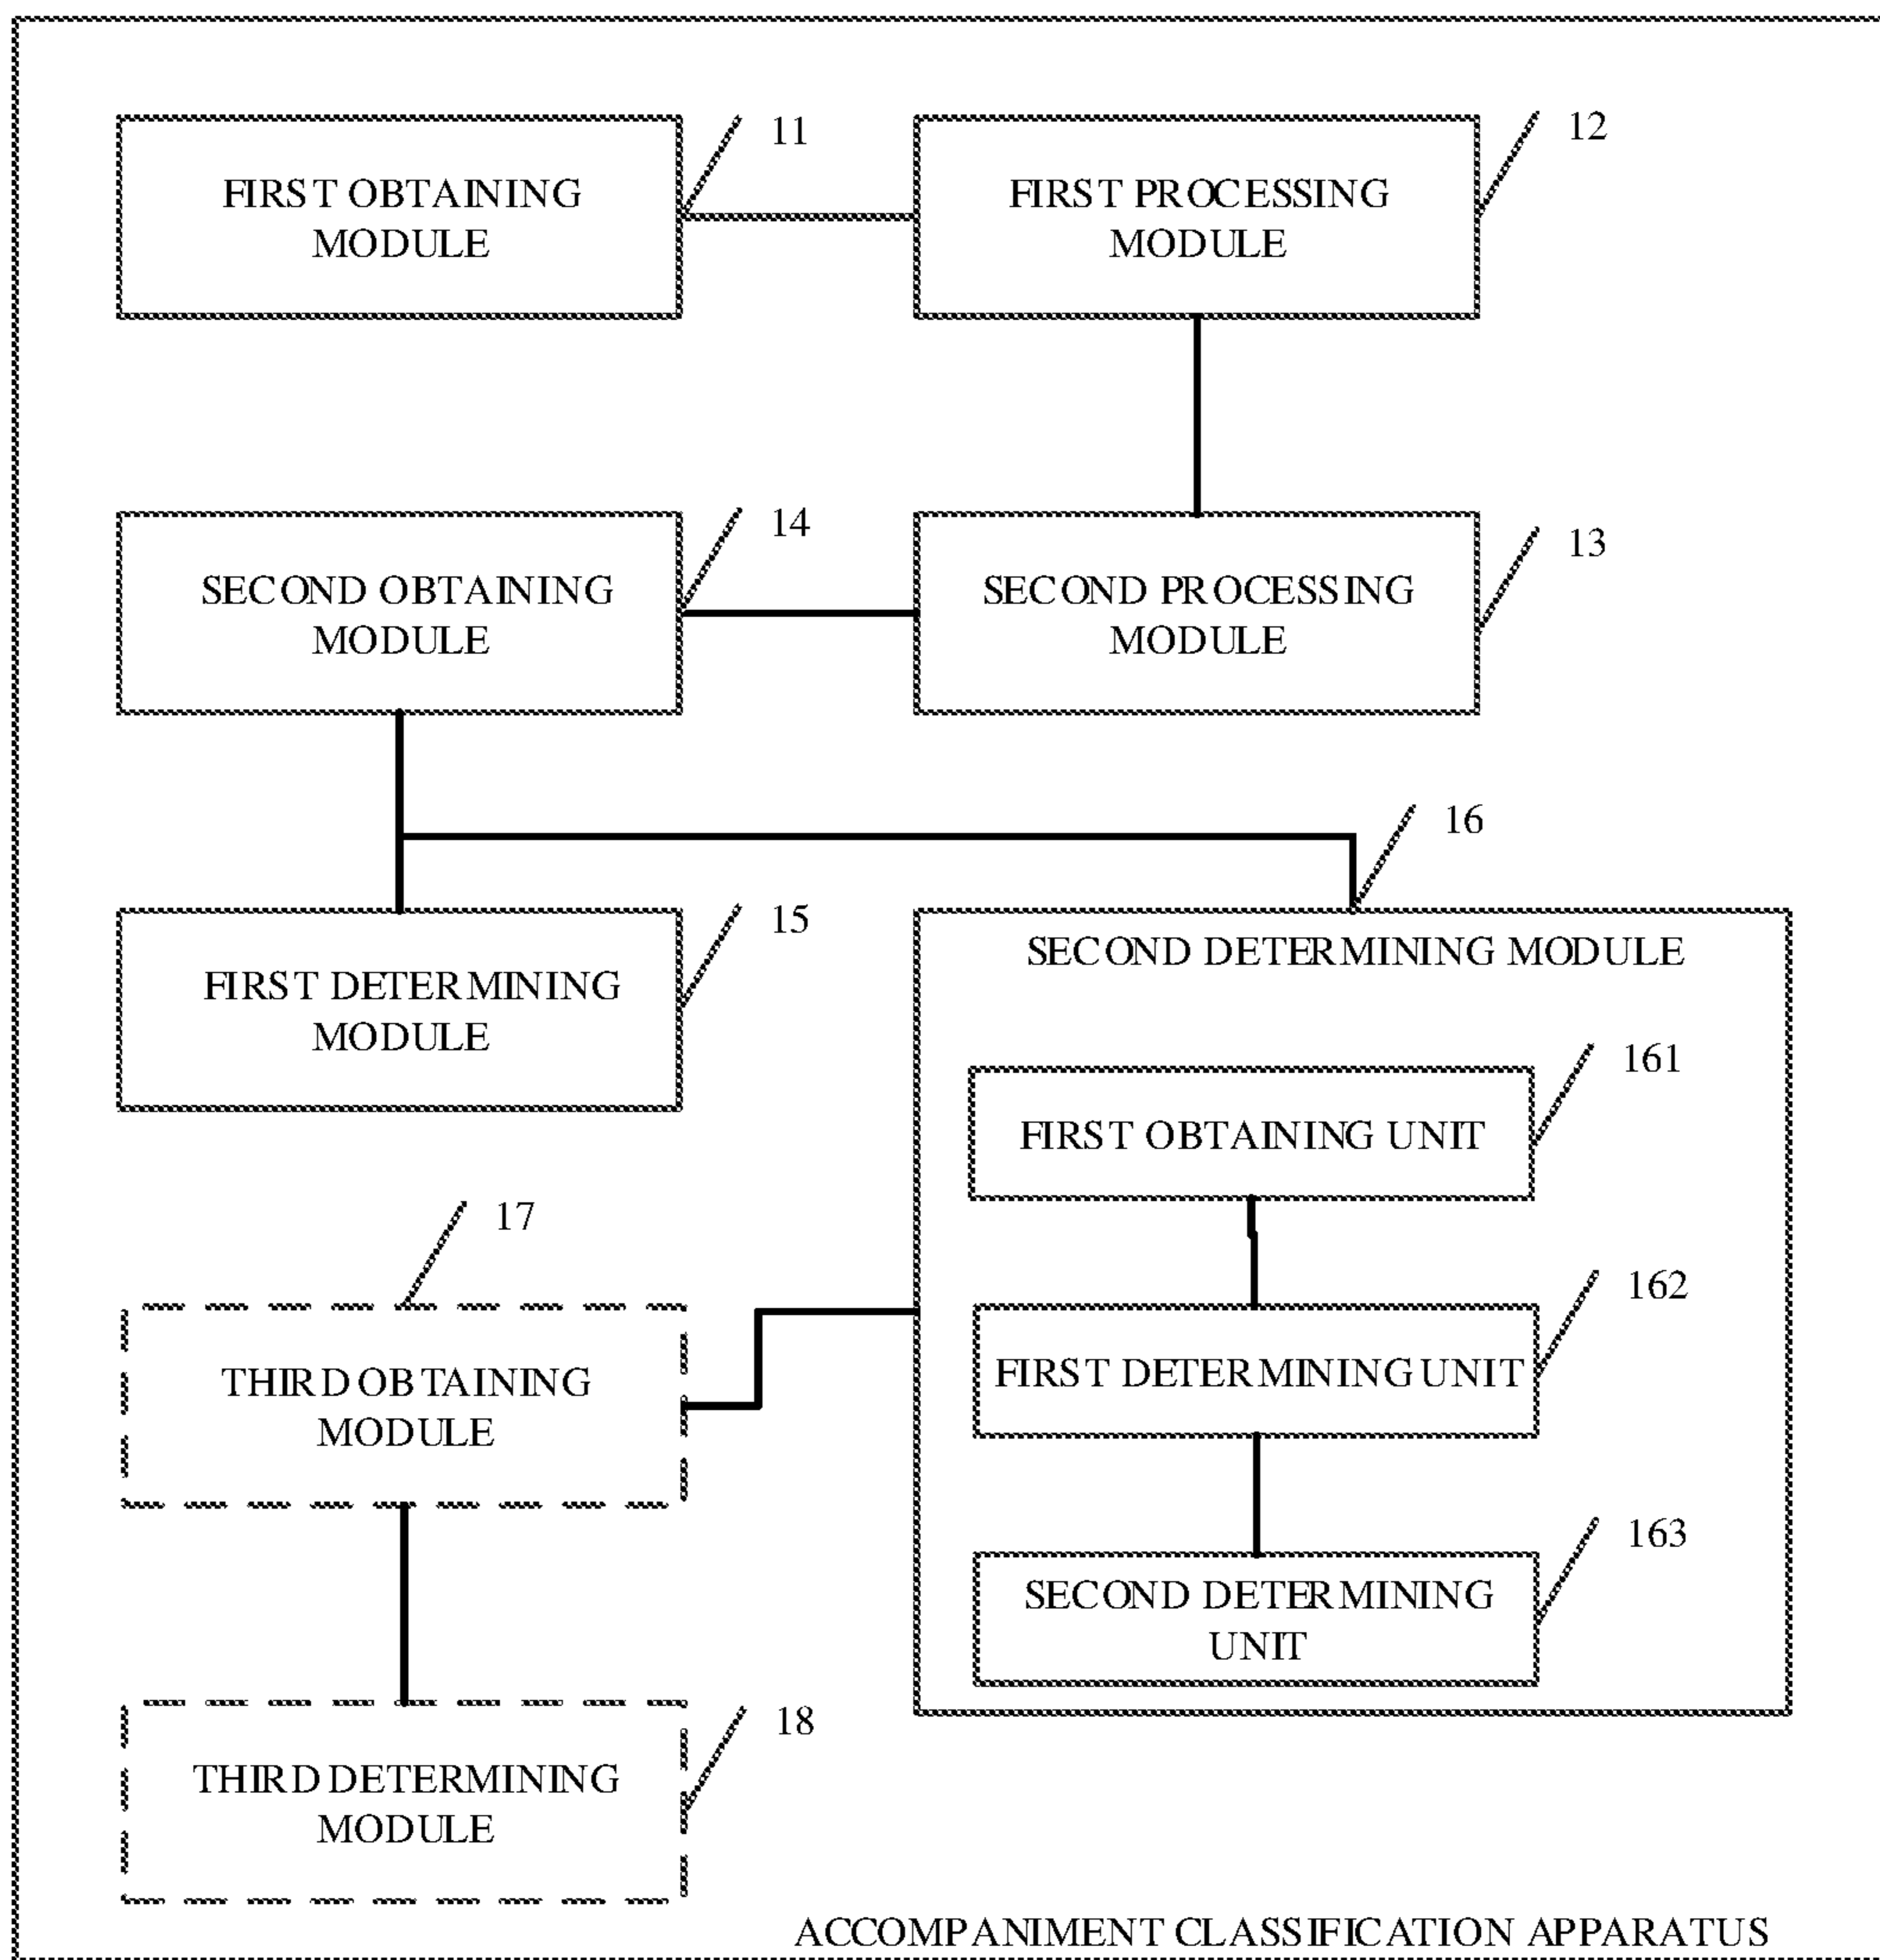 11
FIRST OBTAINING
MODULE
12
FIRST PROCESSING
MODULE
14
SECOND OBTAINING
MODULE
13
SECOND PROCESSING
MODULE
15
FIRST DETERMINING
MODULE
16
SECOND DETERMINING MODULE
161
FIRST OBTAINING UNIT
162
FIRST DETERMINING UNIT
163
SECOND DETERMINING
UNIT
17
THIRD OBTAINING
MODULE
18
THIRD DETERMINING
MODULE
ACCOMPANIMENT CLASSIFICATION APPARATUS